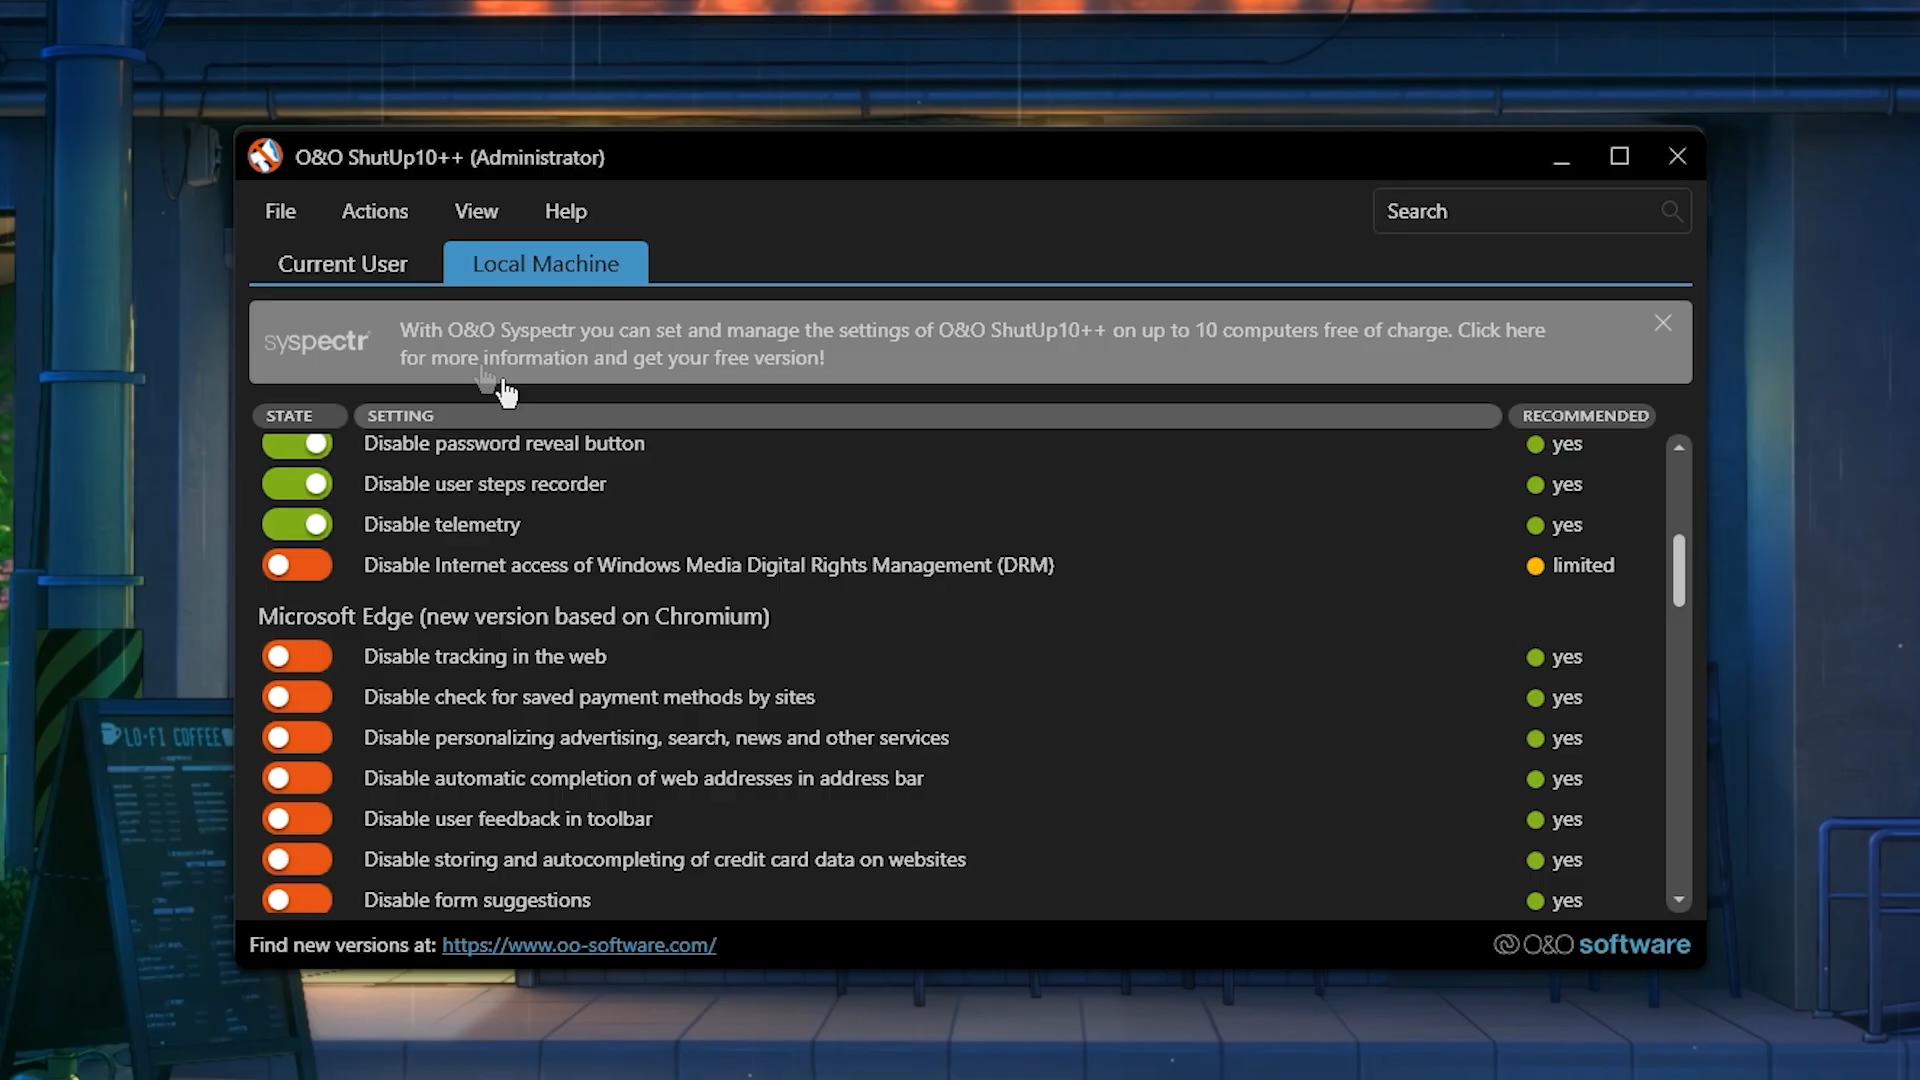 O&O ShutUp10++ (Administrator)
File Actions View Help Search
Current User Local Machine
syspectr
With O&O Syspectr you can set and manage the settings of O&O ShutUp10++ on up to 10 computers free of charge. Click here
for more information and get your free version!
STATE SETTING RECOMMENDED
Disable password reveal button yes
Disable user steps recorder yes
Disable telemetry yes
Disable Internet access of Windows Media Digital Rights Management (DRM) limited
Microsoft Edge (new version based on Chromium)
Disable tracking in the web yes
Disable check for saved payment methods by sites yes
Disable personalizing advertising, search, news and other services yes
Disable automatic completion of web addresses in address bar yes
Disable user feedback in toolbar yes
Disable storing and autocompleting of credit card data on websites yes
Disable form suggestions yes
Find new versions at: https://www.oo-software.com/
O&O software
LO-FI COFFEE